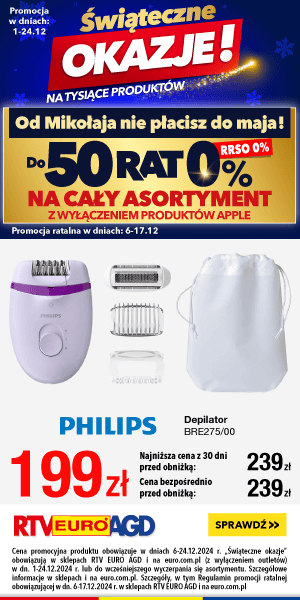 Promocja
w dniach:
1-24.12
Świąteczne
OKAZJE!
NA TYSIĄCE PRODUKTÓW
Od Mikołaja nie płacisz do maja!
Do 50 RAT 0%
RRSO 0%
NA CAŁY ASORTYMENT
Z WYŁĄCZENIEM PRODUKTÓW APPLE
Promocja ratalna w dniach: 6-17.12
PHILIPS
PHILIPS
Depilator
BRE275/00
199 zł
Najniższa cena z 30 dni
przed obniżką:
239 zł
Cena bezpośrednio
przed obniżką:
239 zł
RTV EURO AGD
SPRAWDŹ »
Cena promocyjna produktu obowiązuje w dniach 6-24.12.2024 r. „Świąteczne okazje”
obowiązują w sklepach RTV EURO AGD i na euro.com.pl (z wyłączeniem outletów)
w dn. 1-24.12.2024 r. lub do wcześniejszego wyczerpania się asortymentu. Szczegółowe
informacje w sklepach i na euro.com.pl. Szczegóły, w tym Regulamin promocji ratalnej
obowiązującej w dn. 6-17.12.2024 r. w sklepach i na euro.com.pl.